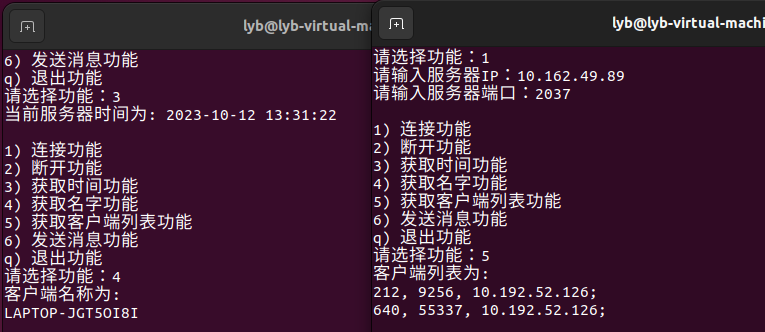 lyb@lyb-virtual-ma
6) 发送消息功能
q) 退出功能
请选择功能：3
当前服务器时间为: 2023-10-12 13:31:22
1) 连接功能
2) 断开功能
3) 获取时间功能
4) 获取名字功能
5) 获取客户端列表功能
6) 发送消息功能
q) 退出功能
请选择功能：4
客户端名称为:
LAPTOP-JGT5OI8I
lyb@lyb-virtual-machi
请选择功能：1
请输入服务器IP：10.162.49.89
请输入服务器端口：2037
1) 连接功能
2) 断开功能
3) 获取时间功能
4) 获取名字功能
5) 获取客户端列表功能
6) 发送消息功能
q) 退出功能
请选择功能：5
客户端列表为:
212, 9256, 10.192.52.126;
640, 55337, 10.192.52.126;